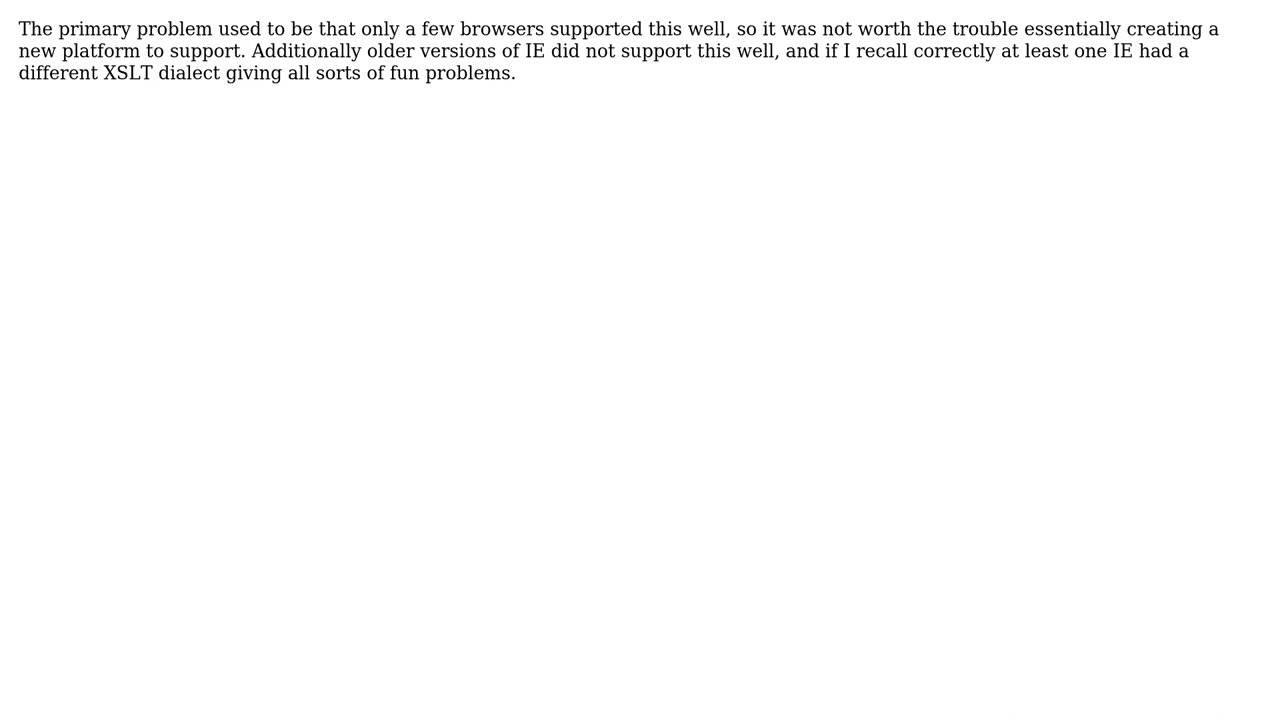 The primary problem used to be that only a few browsers supported this well, so it was not worth the trouble essentially creating a
new platform to support. Additionally older versions of IE did not support this well, and if I recall correctly at least one IE had a
different XSLT dialect giving all sorts of fun problems.